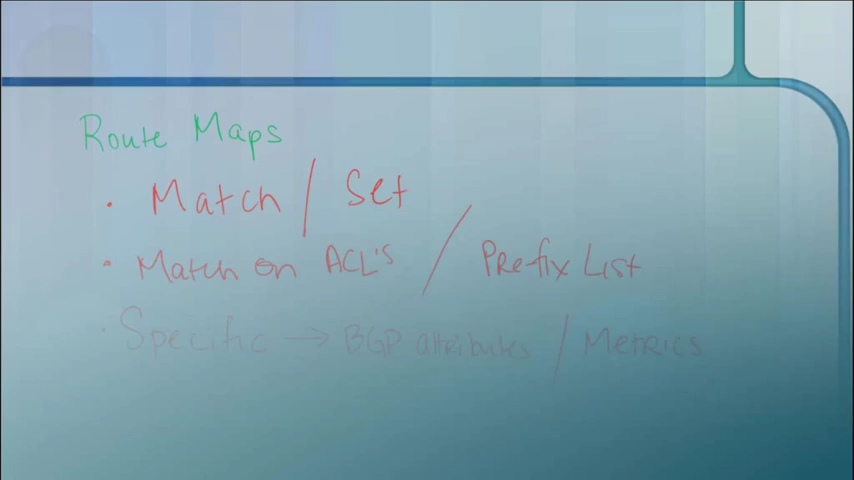 Route Maps
• Match / Set
• Match on ACL's / Prefix List
• Specific → BGP attributes / Metrics